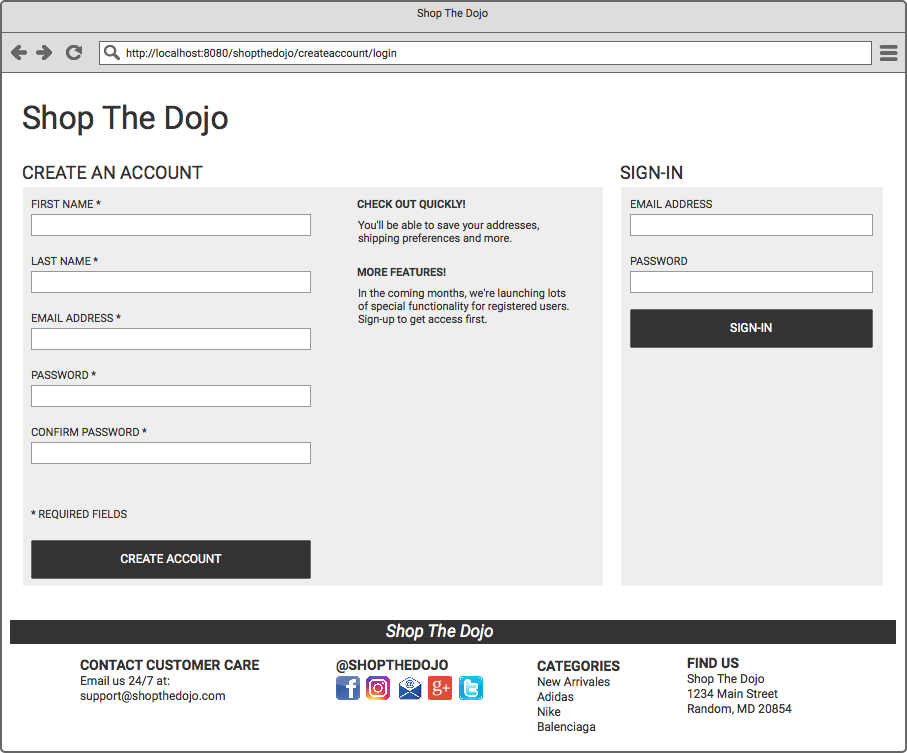 Shop The Dojo
http://localhost:8080/shopthedojo/createaccount/login
Shop The Dojo
CREATE AN ACCOUNT
FIRST NAME *
LAST NAME *
EMAIL ADDRESS *
PASSWORD *
CONFIRM PASSWORD *
* REQUIRED FIELDS
CREATE ACCOUNT
CHECK OUT QUICKLY!
You'll be able to save your addresses,
shipping preferences and more.
MORE FEATURES!
In the coming months, we're launching lots
of special functionality for registered users.
Sign-up to get access first.
SIGN-IN
EMAIL ADDRESS
PASSWORD
SIGN-IN
Shop The Dojo
CONTACT CUSTOMER CARE
Email us 24/7 at:
support@shopthedojo.com
@SHOPTHEDOJO
f
@
g+
t
CATEGORIES
New Arrivales
Adidas
Nike
Balenciaga
FIND US
Shop The Dojo
1234 Main Street
Random, MD 20854